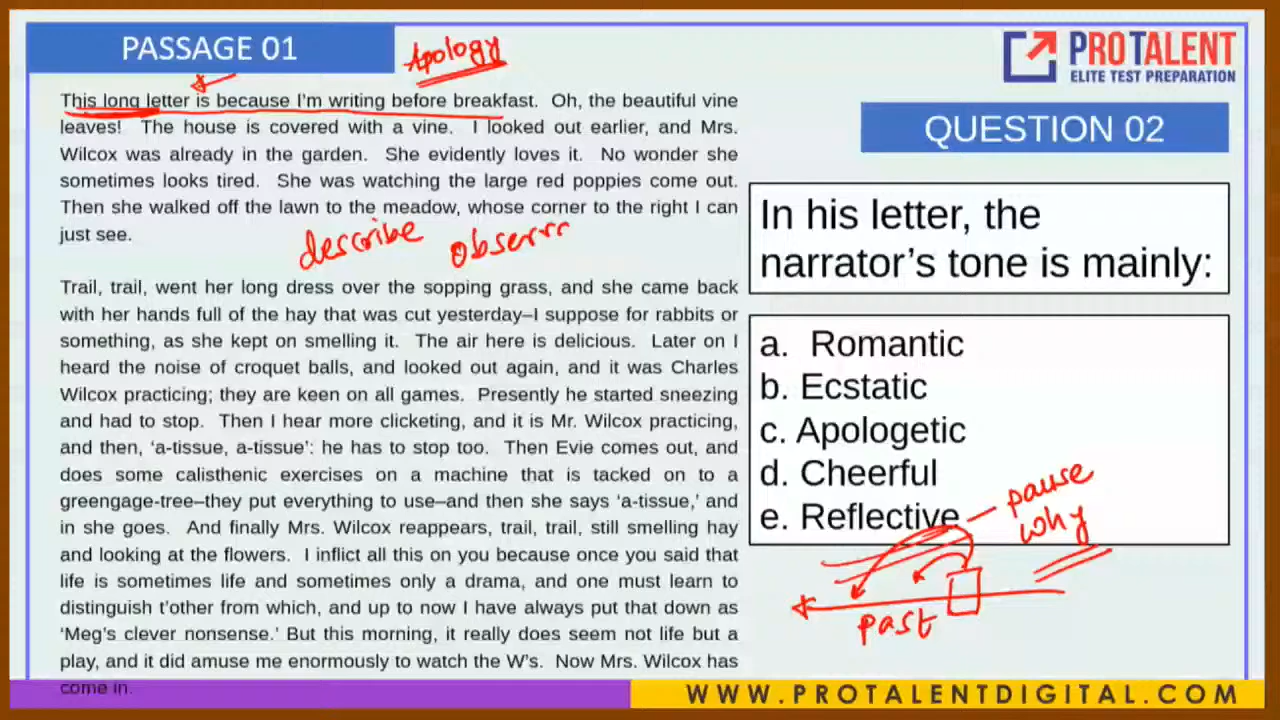 PASSAGE 01
Apology
PROTALENT
ELITE TEST PREPARATION
This long letter is because I'm writing before breakfast. Oh, the beautiful vine
leaves! The house is covered with a vine. I looked out earlier, and Mrs.
Wilcox was already in the garden. She evidently loves it. No wonder she
sometimes looks tired. She was watching the large red poppies come out.
Then she walked off the lawn to the meadow, whose corner to the right I can
just see.
describe
Trail, trail, went her long dress over the sopping grass, and she came back
with her hands full of the hay that was cut yesterday–I suppose for rabbits or
something, as she kept on smelling it. The air here is delicious. Later on I
heard the noise of croquet balls, and looked out again, and it was Charles
Wilcox practicing; they are keen on all games. Presently he started sneezing
and had to stop. Then I hear more clicketing, and it is Mr. Wilcox practicing,
and then, 'a-tissue, a-tissue': he has to stop too. Then Evie comes out, and
does some calisthenic exercises on a machine that is tacked on to a
greengage-tree–they put everything to use–and then she says 'a-tissue,' and
in she goes. And finally Mrs. Wilcox reappears, trail, trail, still smelling hay
and looking at the flowers. I inflict all this on you because once you said that
life is sometimes life and sometimes only a drama, and one must learn to
distinguish t'other from which, and up to now I have always put that down as
'Meg's clever nonsense.' But this morning, it really does seem not life but a
play, and it did amuse me enormously to watch the W's. Now Mrs. Wilcox has
come in.
QUESTION 02
In his letter, the
narrator's tone is mainly:
a. Romantic
b. Ecstatic
c. Apologetic
d. Cheerful
e. Reflective
pause
why
past
WWW.PROTALENTDIGITAL.COM